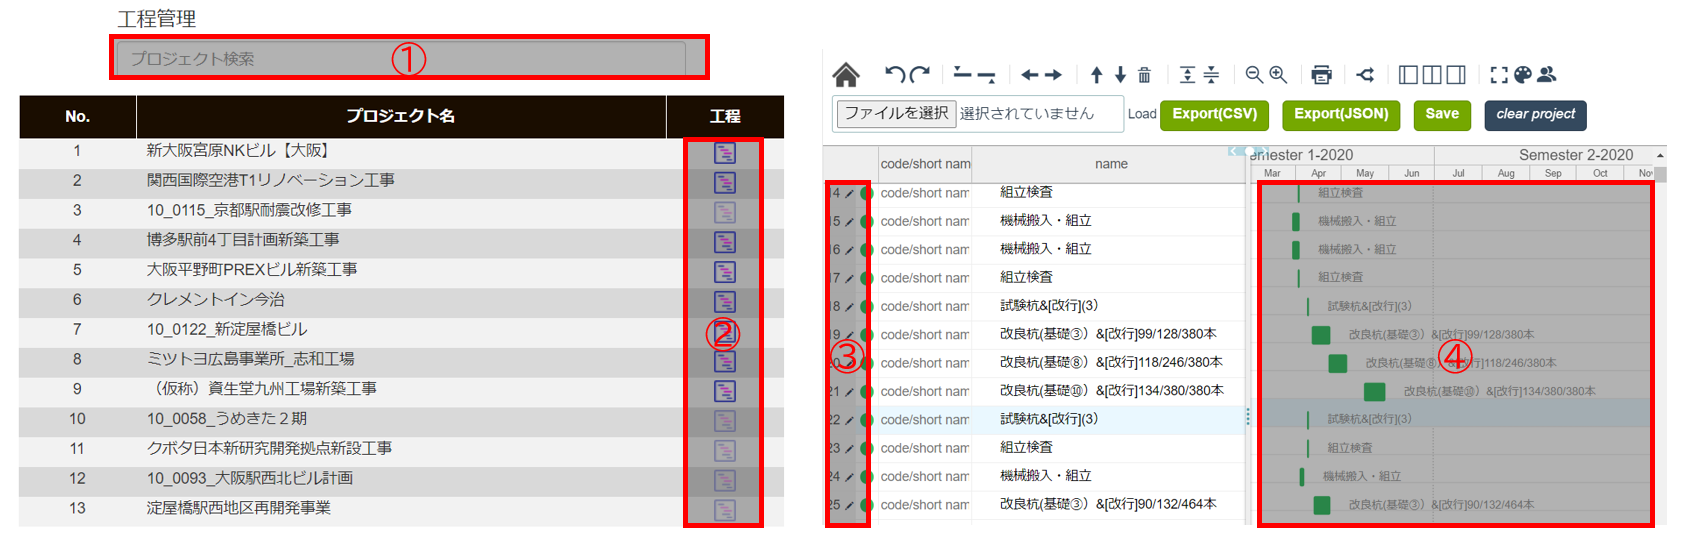 工程管理
プロジェクト検索
①
No. プロジェクト名 工程
1 新大阪宮原NKビル【大阪】
2 関西国際空港T1リノベーション工事
3 10_0115_京都駅耐震改修工事
4 博多駅前4丁目計画新築工事
5 大阪平野町PREXビル新築工事
6 クレメントイン今治
7 10_0122_新淀屋橋ビル
②
8 ミツトヨ広島事業所_志和工場
9 （仮称）資生堂九州工場新築工事
10 10_0058_うめきた２期
11 クボタ日本新研究開発拠点新設工事
12 10_0093_大阪駅西北ビル計画
13 淀屋橋駅西地区再開発事業
ファイルを選択 選択されていません Load Export(CSV) Export(JSON) Save clear project
code/short nam name
emester 1-2020 Semester 2-2020
Mar Apr May Jun Jul Aug Sep Oct Nov
14 code/short nam 組立検査 組立検査
15 code/short nam 機械搬入・組立 機械搬入・組立
16 code/short nam 機械搬入・組立 機械搬入・組立
17 code/short nam 組立検査 組立検査
18 code/short nam 試験杭&[改行](3） 試験杭&[改行](3）
19 code/short nam 改良杭(基礎③）&[改行]99/128/380本 改良杭(基礎③）&[改行]99/128/380本
③ ④
20 code/short nam 改良杭(基礎⑧）&[改行]118/246/380本 改良杭(基礎⑧）&[改行]118/246/380本
21 code/short nam 改良杭(基礎⑩）&[改行]134/380/380本 改良杭(基礎⑩）&[改行]134/380/380本
22 code/short nam 試験杭&[改行](3） 試験杭&[改行](3）
23 code/short nam 組立検査 組立検査
24 code/short nam 機械搬入・組立 機械搬入・組立
25 code/short nam 改良杭(基礎③）&[改行]90/132/464本 改良杭(基礎③）&[改行]90/132/464本